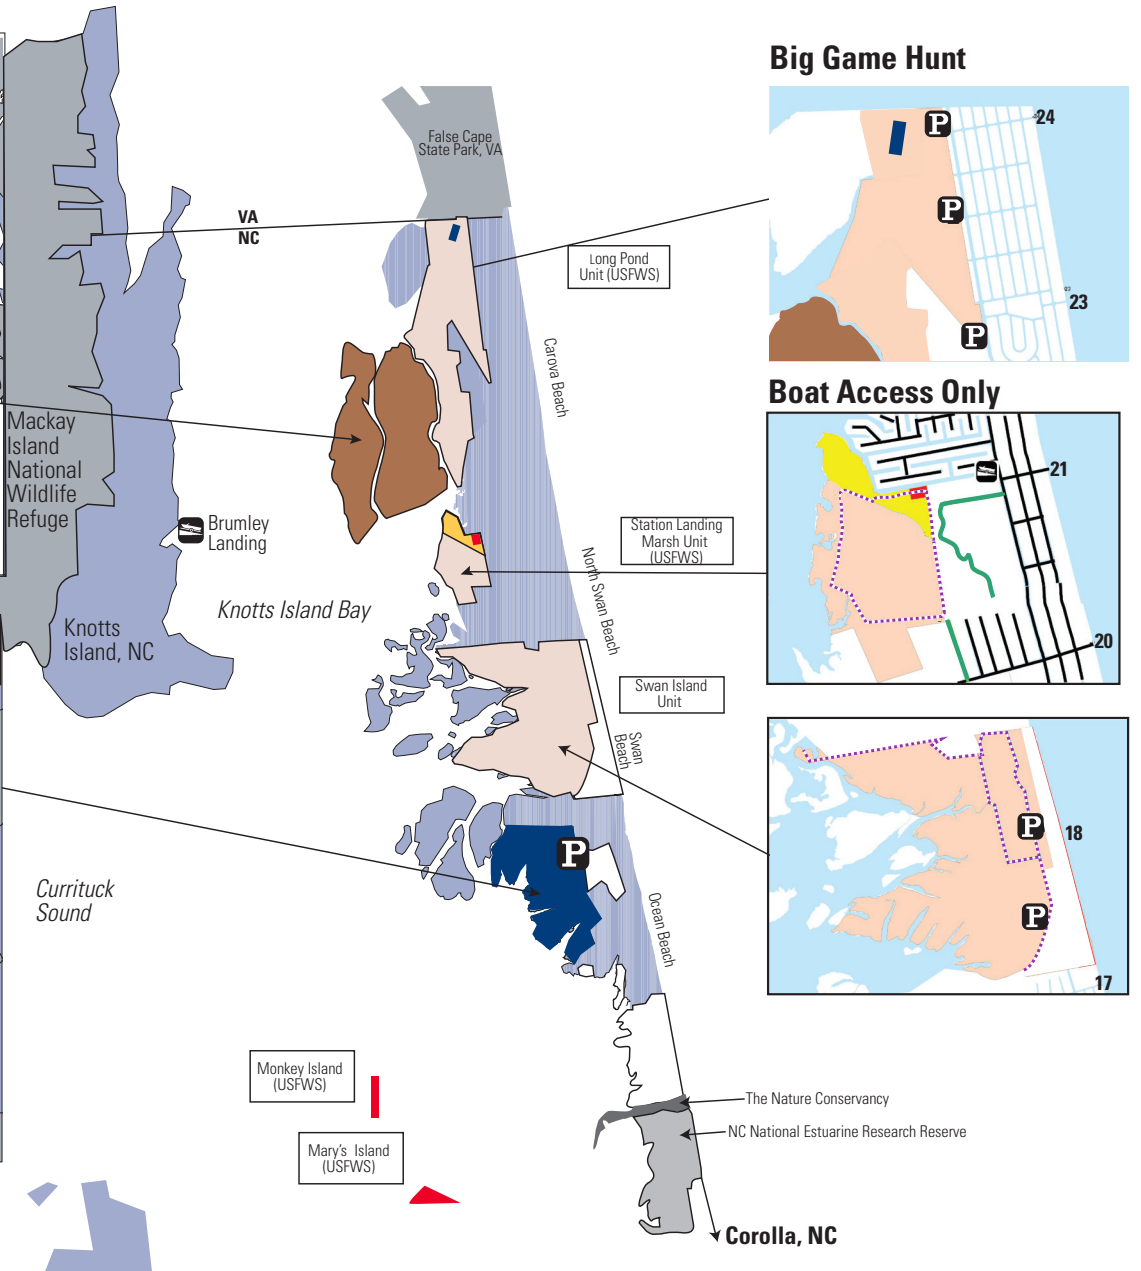 Big Game Hunt
False Cape
State Park, VA
P
24
VA
NC
P
Long Pond
Unit (USFWS)
23
P
Carova Beach
Boat Access Only
Mackay
Island
National
Wildlife
Refuge
21
Brumley
Landing
Station Landing
Marsh Unit
(USFWS)
North Swan Beach
Knotts Island Bay
Knotts
Island, NC
20
Swan Island
Unit
Swan
Beach
P
18
P
Currituck
Sound
Ocean Beach
P
17
Monkey Island
(USFWS)
The Nature Conservancy
NC National Estuarine Research Reserve
Mary's Island
(USFWS)
Corolla, NC